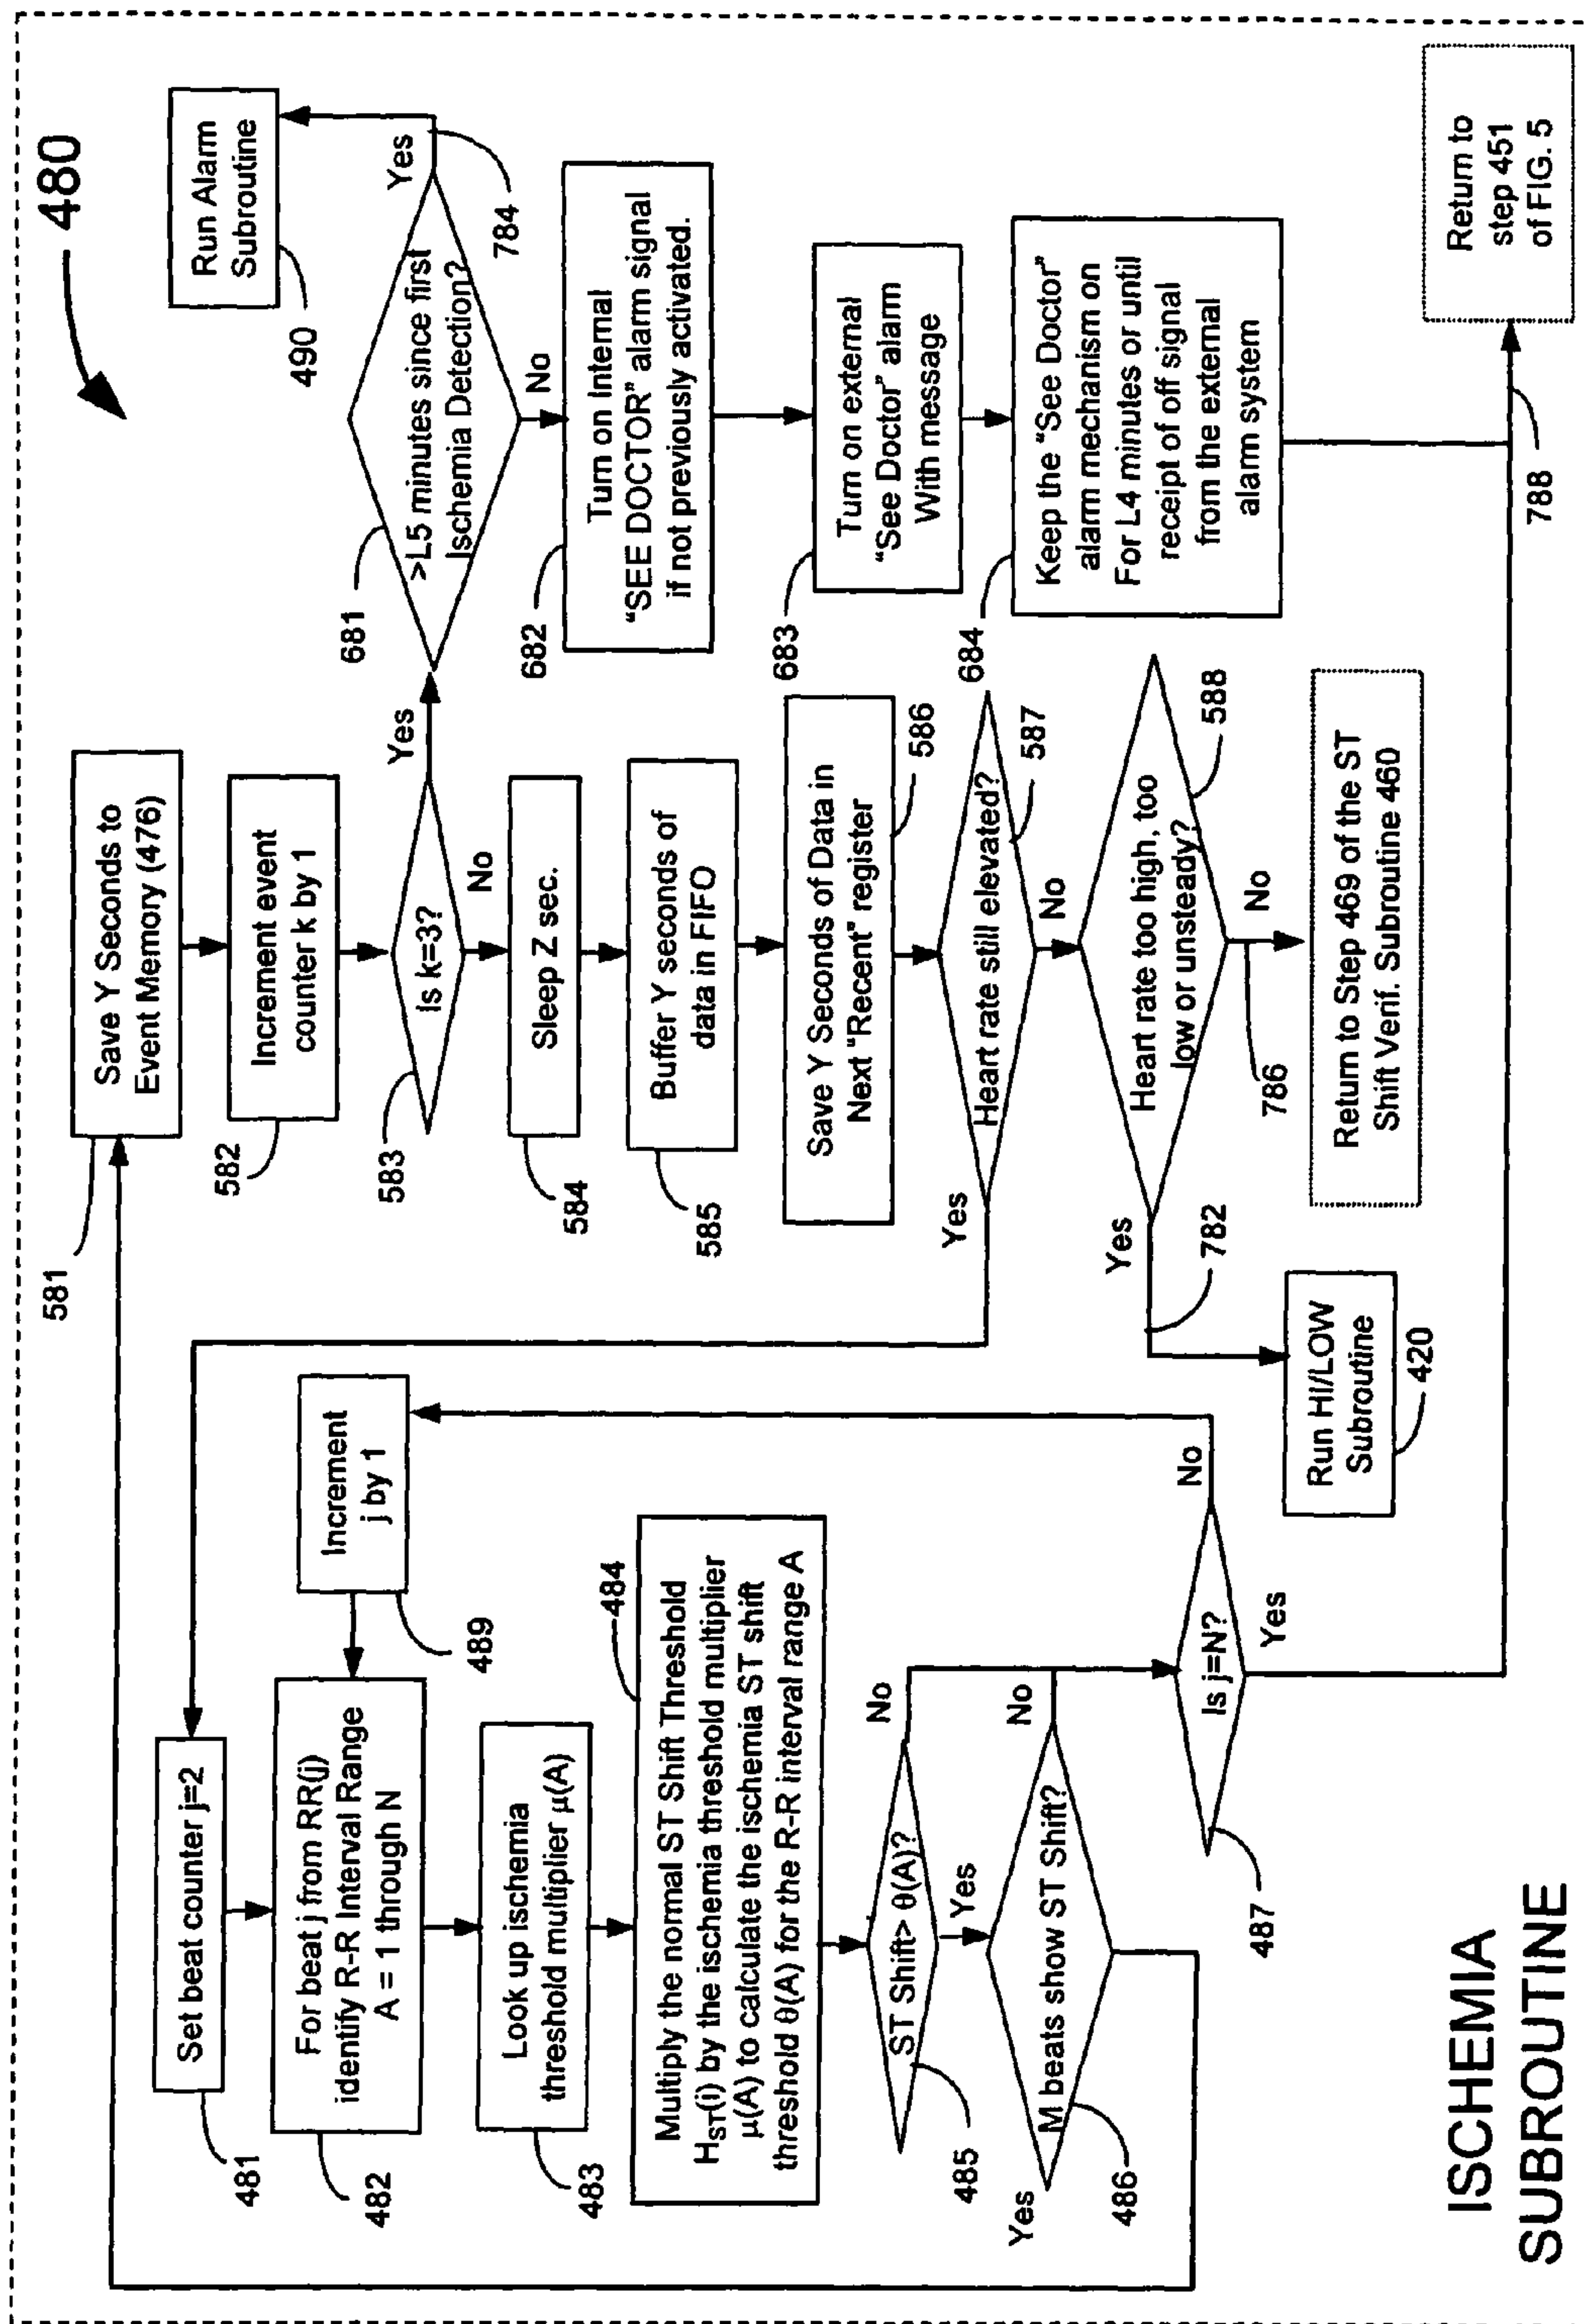 480
Set beat counter j=2
481
For beat j from RR(j)
identify R-R Interval Range
A = 1 through N
482
Increment
j by 1
489
Look up ischemia
threshold multiplier μ(A)
483
Multiply the normal ST Shift Threshold
HST(i) by the ischemia threshold multiplier
μ(A) to calculate the ischemia ST shift
threshold θ(A) for the R-R interval range A
484
ST Shift> θ(A)?
485
No
Yes
M beats show ST Shift?
486
No
Yes
Is j=N?
487
No
Yes
581
Save Y Seconds to
Event Memory (476)
582
Increment event
counter k by 1
583
Is k=3?
Yes
No
584
Sleep Z sec.
585
Buffer Y seconds of
data in FIFO
Save Y Seconds of Data in
Next “Recent” register
586
Heart rate still elevated?
587
Yes
No
Heart rate too high, too
low or unsteady?
588
Yes
782
No
786
Run HI/LOW
Subroutine
420
Return to Step 469 of the ST
Shift Verif. Subroutine 460
Run Alarm
Subroutine
490
681
>L5 minutes since first
Ischemia Detection?
Yes
784
No
682
Turn on Internal
“SEE DOCTOR” alarm signal
if not previously activated.
683
Turn on external
“See Doctor” alarm
With message
684
Keep the “See Doctor”
alarm mechanism on
For L4 minutes or until
receipt of off signal
from the external
alarm system
788
Return to
step 451
of FIG. 5
ISCHEMIA
SUBROUTINE